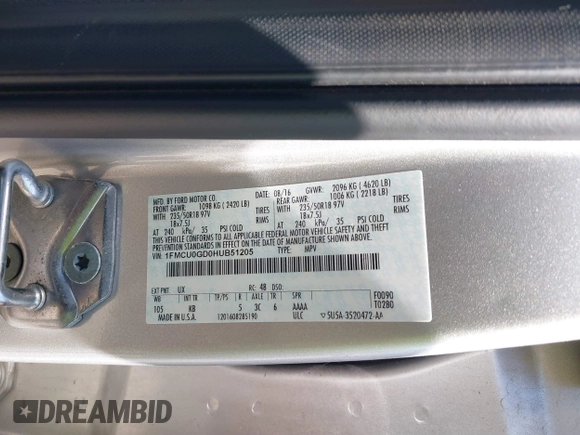 MFD. BY FORD MOTOR CO.
DATE: 08/16 GVWR: 2096 KG ( 4620 LB)
FRONT GAWR: 1098 KG ( 2420 LB) REAR GAWR: 1006 KG ( 2218 LB)
WITH 235/50R18 97V TIRES WITH 235/50R18 97V TIRES
18x7.5J RIMS 18x7.5J RIMS
AT 240 kPa/ 35 PSI COLD AT 240 kPa/ 35 PSI COLD
THIS VEHICLE CONFORMS TO ALL APPLICABLE FEDERAL MOTOR VEHICLE SAFETY AND THEFT
PREVENTION STANDARDS IN EFFECT ON THE DATE OF MANUFACTURE SHOWN ABOVE.
VIN: 1FMCU0GD0HUB51205 TYPE: MPV
EXT PNT: UX RC: 48 DSO:
WB INT TR TP/PS R AXLE TR SPR F0090
105 KB 5 3C 6 AAAA T0280
MADE IN U.S.A. 1201608285190 ULC 5U5A-3520472-AA
DREAMBID